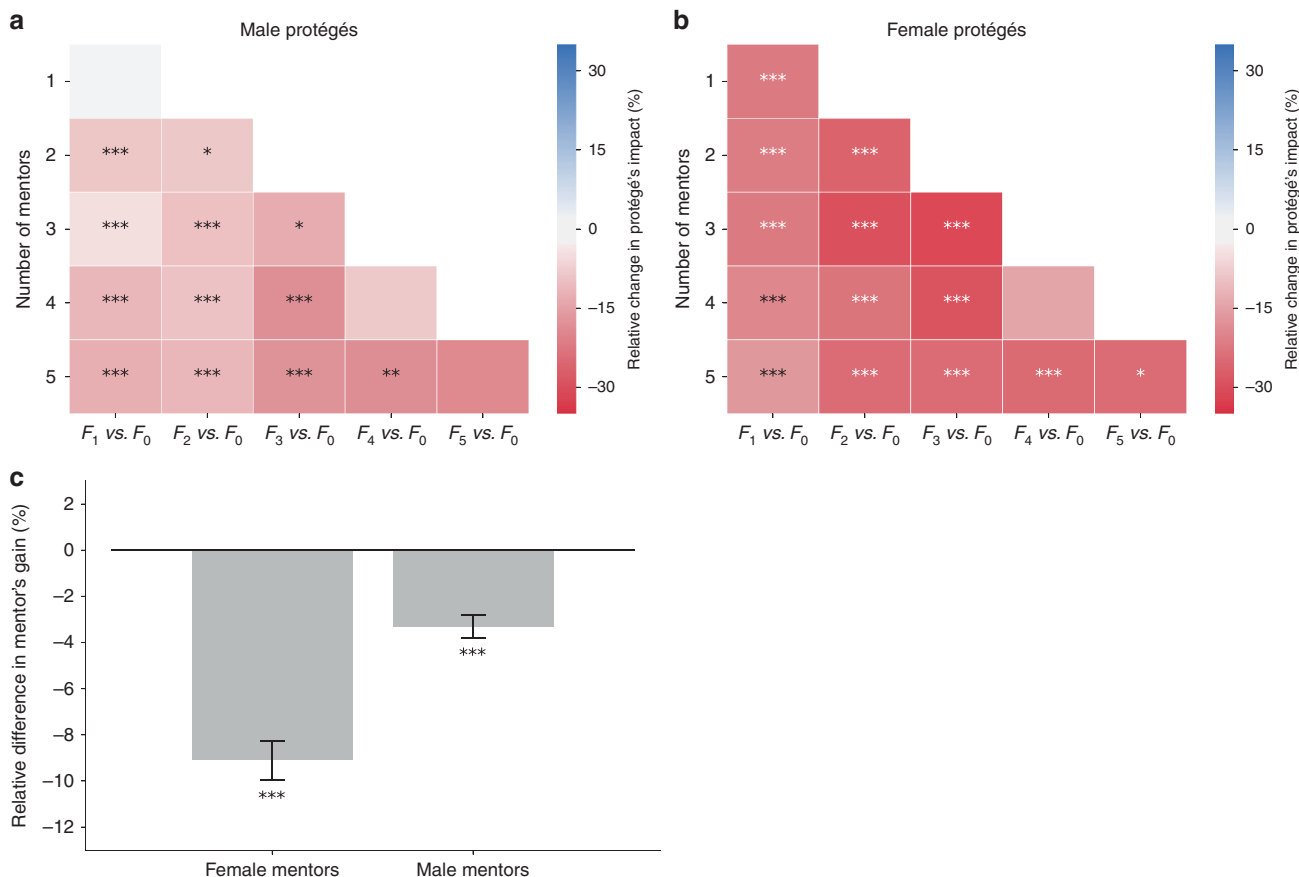 a
Male protégés
Number of mentors
1
2
3
4
5
***
*
***
***
*
***
***
***
***
***
***
**
F1 vs. F0
F2 vs. F0
F3 vs. F0
F4 vs. F0
F5 vs. F0
30
15
0
–15
–30
Relative change in protégé's impact (%)
b
Female protégés
Number of mentors
1
2
3
4
5
***
***
***
***
***
***
***
***
***
***
***
***
***
*
F1 vs. F0
F2 vs. F0
F3 vs. F0
F4 vs. F0
F5 vs. F0
30
15
0
–15
–30
Relative change in protégé's impact (%)
c
Relative difference in mentor's gain (%)
2
0
–2
–4
–6
–8
–10
–12
***
***
Female mentors
Male mentors